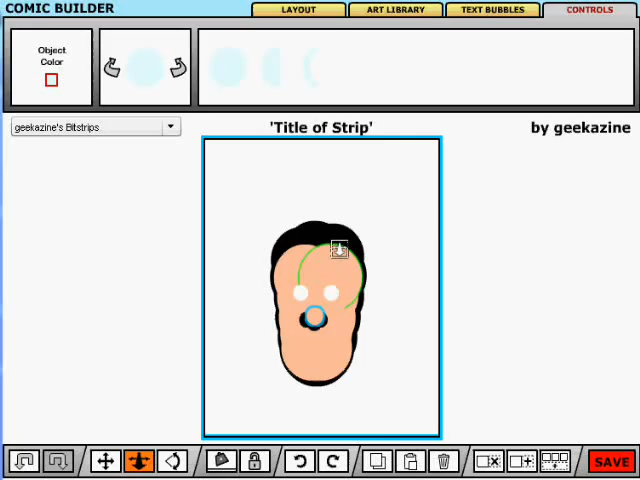 COMIC BUILDER
LAYOUT
ART LIBRARY
TEXT BUBBLES
CONTROLS
Object
Color
geekazine's Bitstrips
'Title of Strip'
by geekazine
SAVE